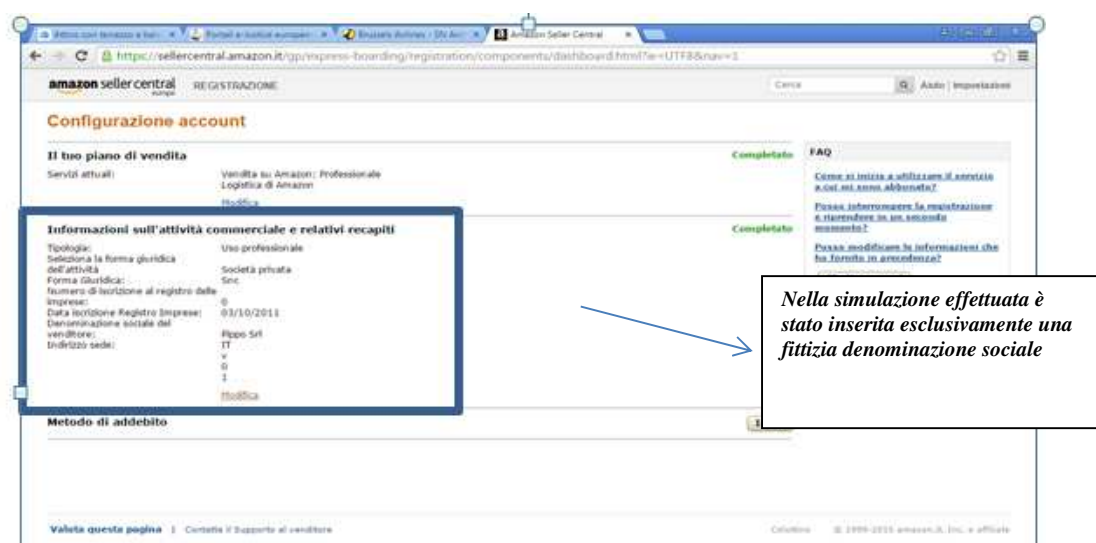 Amazon Seller Central
https://sellercentral.amazon.it/gp/express-boarding/registration/components/dashboard.html?ie=UTF8&nav=1
amazon seller central REGISTRAZIONE Cerca Aiuto | Impostazioni
europe
Configurazione account
Il tuo piano di vendita Completato
Servizi attuali: Vendita su Amazon: Professionale
Logistica di Amazon
Modifica
Informazioni sull'attività commerciale e relativi recapiti Completato
Tipologia: Uso professionale
Seleziona la forma giuridica
dell'attività Società privata
Forma Giuridica: Snc
Numero di iscrizione al registro delle
imprese: 0
Data iscrizione Registro Imprese: 03/10/2011
Denominazione sociale del
venditore: Pippo Srl
Indirizzo sede: IT
v
0
1
Modifica
Metodo di addebito
FAQ
Come si inizia a utilizzare il servizio
a cui mi sono abbonato?
Posso interrompere la registrazione
e riprendere in un secondo
momento?
Posso modificare le informazioni che
ho fornito in precedenza?
Nella simulazione effettuata è
stato inserita esclusivamente una
fittizia denominazione sociale
Valuta questa pagina | Contatta il Supporto al venditore © 1999-2015 amazon.it, Inc. e affiliate